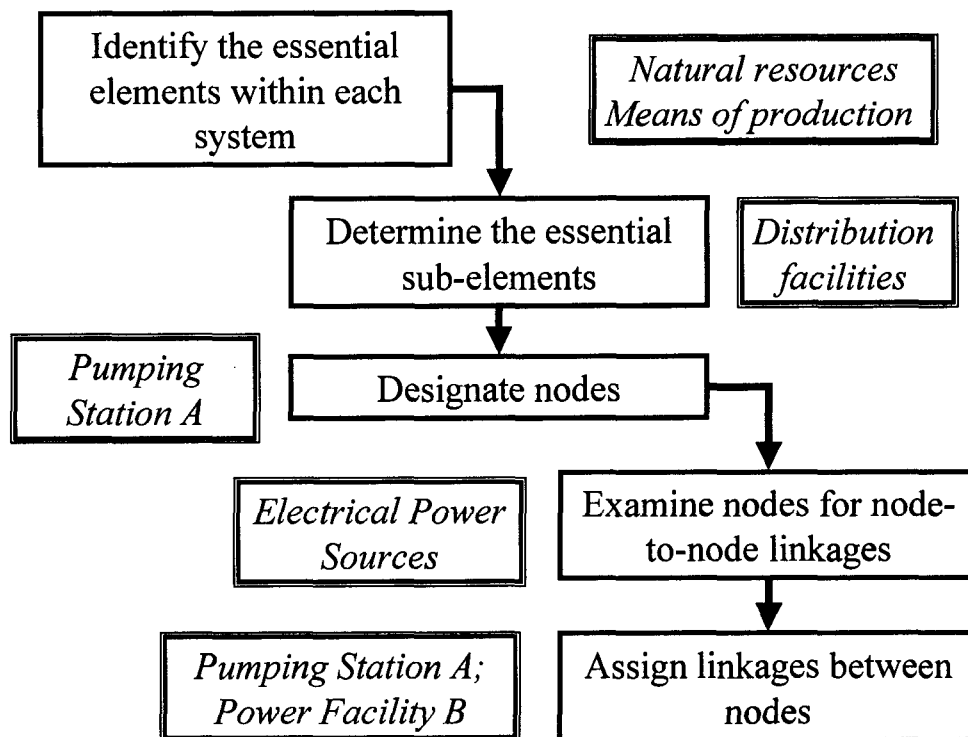 Identify the essential
elements within each
system
Natural resources
Means of production
Determine the essential
sub-elements
Distribution
facilities
Pumping
Station A
Designate nodes
Electrical Power
Sources
Examine nodes for node-
to-node linkages
Pumping Station A;
Power Facility B
Assign linkages between
nodes